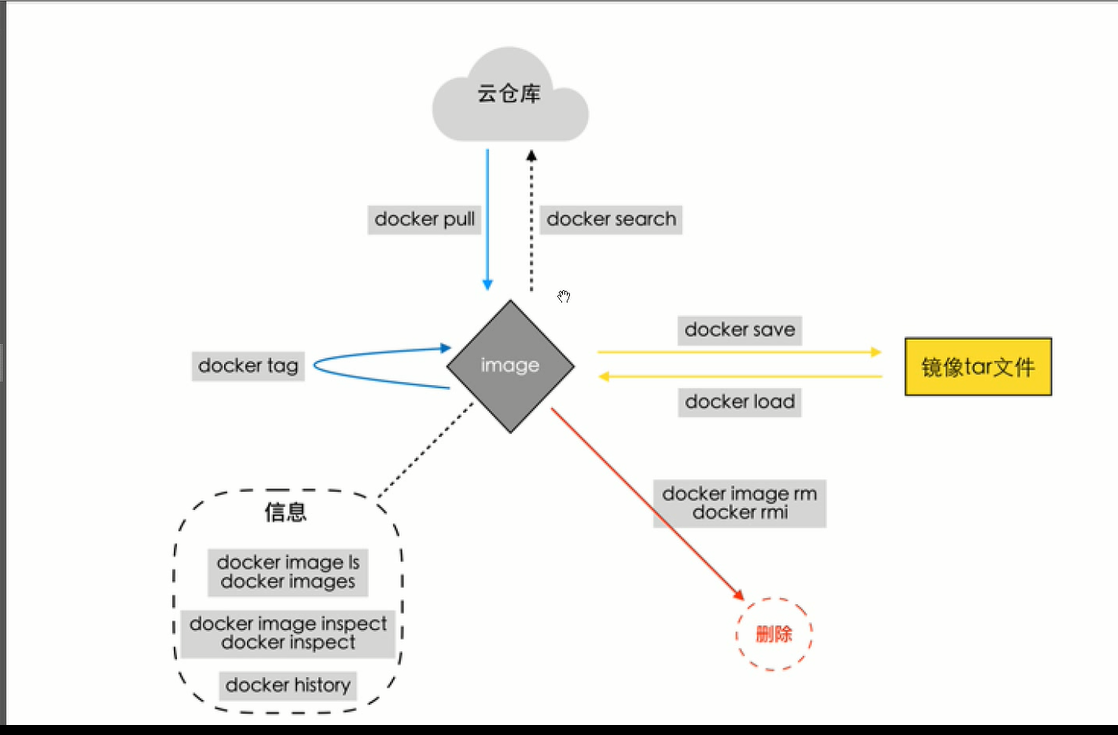 云仓库
docker pull
docker search
docker save
docker tag
image
镜像tar文件
docker load
docker image rm
docker rmi
信息
docker image ls
docker images
docker image inspect
docker inspect
docker history
删除